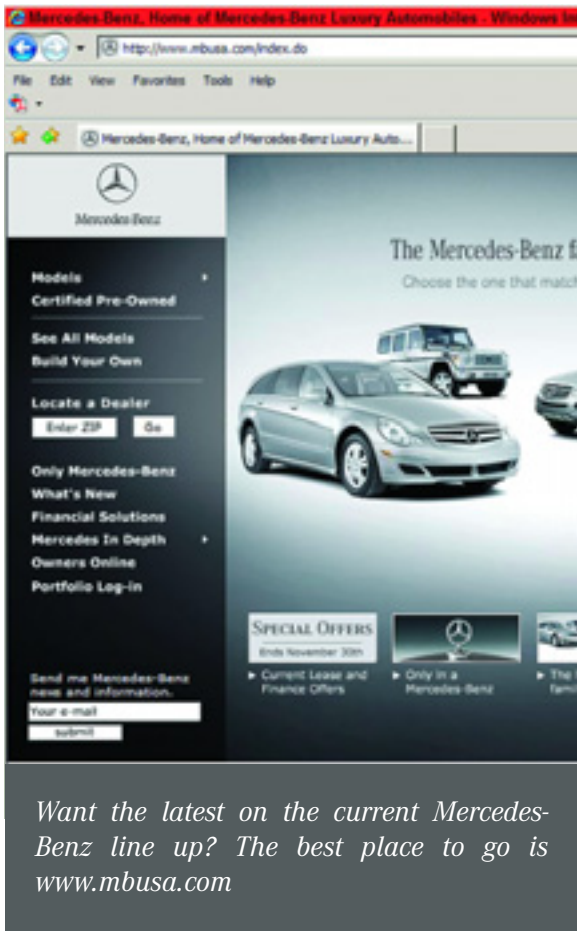 Mercedes-Benz, Home of Mercedes-Benz Luxury Automobiles - Windows In
http://www.mbusa.com/index.do
File Edit View Favorites Tools Help
Mercedes-Benz, Home of Mercedes-Benz Luxury Auto...
Mercedes-Benz
The Mercedes-Benz f
Choose the one that match
Models
Certified Pre-Owned
See All Models
Build Your Own
Locate a Dealer
Enter ZIP Go
Only Mercedes-Benz
What's New
Financial Solutions
Mercedes In Depth
Owners Online
Portfolio Log-in
SPECIAL OFFERS
Ends November 30th
Current Lease and
Finance Offers
Only in a
Mercedes-Benz
The
famil
Send me Mercedes-Benz
news and information.
Your e-mail
submit
Want the latest on the current Mercedes-
Benz line up? The best place to go is
www.mbusa.com